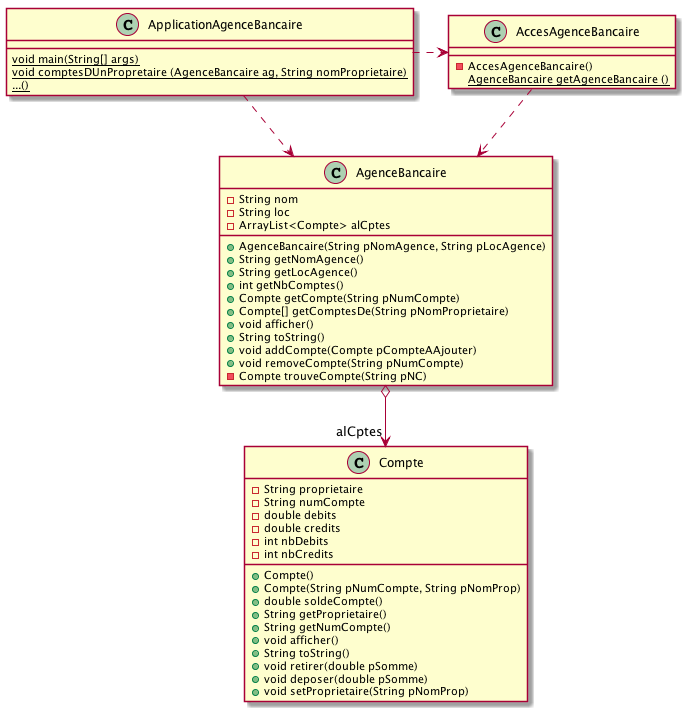 C ApplicationAgenceBancaire
void main(String[] args)
void comptesDUnPropretaire (AgenceBancaire ag, String nomProprietaire)
...()
C AccesAgenceBancaire
AccesAgenceBancaire()
AgenceBancaire getAgenceBancaire ()
C AgenceBancaire
String nom
String loc
ArrayList<Compte> alCptes
AgenceBancaire(String pNomAgence, String pLocAgence)
String getNomAgence()
String getLocAgence()
int getNbComptes()
Compte getCompte(String pNumCompte)
Compte[] getComptesDe(String pNomProprietaire)
void afficher()
String toString()
void addCompte(Compte pCompteAAjouter)
void removeCompte(String pNumCompte)
Compte trouveCompte(String pNC)
alCptes
C Compte
String proprietaire
String numCompte
double debits
double credits
int nbDebits
int nbCredits
Compte()
Compte(String pNumCompte, String pNomProp)
double soldeCompte()
String getProprietaire()
String getNumCompte()
void afficher()
String toString()
void retirer(double pSomme)
void deposer(double pSomme)
void setProprietaire(String pNomProp)